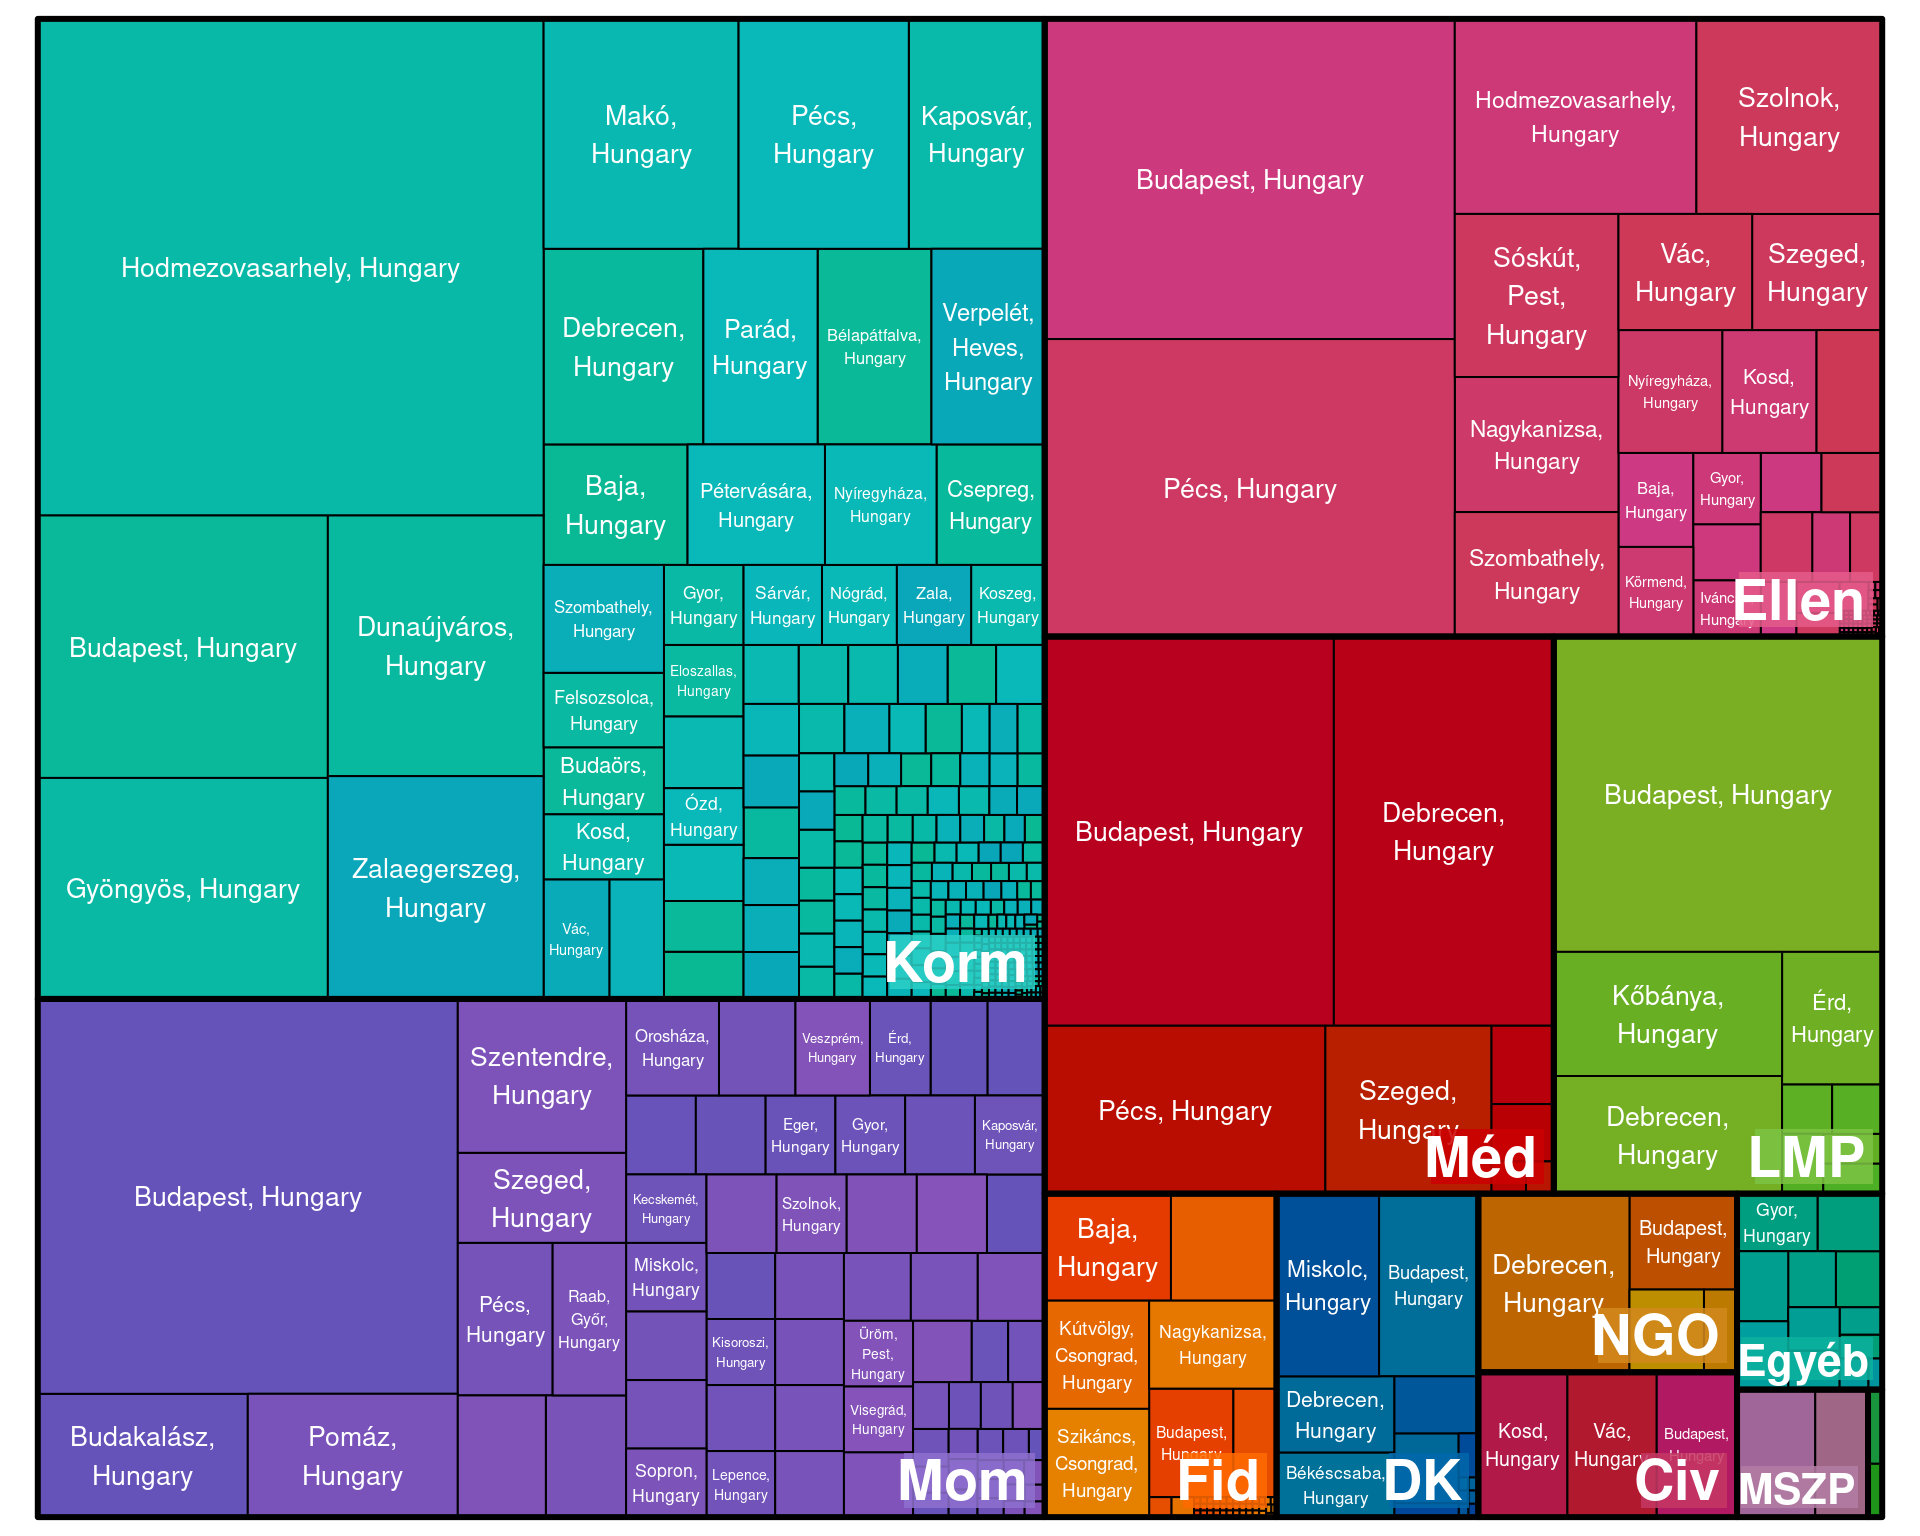 Hodmezovasarhely, Hungary
Budapest, Hungary
Dunaújváros,
Hungary
Gyöngyös, Hungary
Zalaegerszeg,
Hungary
Makó,
Hungary
Pécs,
Hungary
Kaposvár,
Hungary
Debrecen,
Hungary
Parád,
Hungary
Bélapátfalva,
Hungary
Verpelét,
Heves,
Hungary
Baja,
Hungary
Pétervására,
Hungary
Nyíregyháza,
Hungary
Csepreg,
Hungary
Szombathely,
Hungary
Gyor,
Hungary
Sárvár,
Hungary
Nógrád,
Hungary
Zala,
Hungary
Koszeg,
Hungary
Eloszallas,
Hungary
Felsozsolca,
Hungary
Budaörs,
Hungary
Ózd,
Hungary
Kosd,
Hungary
Vác,
Hungary
Korm
Budapest, Hungary
Hodmezovasarhely,
Hungary
Szolnok,
Hungary
Pécs, Hungary
Sóskút,
Pest,
Hungary
Vác,
Hungary
Szeged,
Hungary
Nagykanizsa,
Hungary
Nyíregyháza,
Hungary
Kosd,
Hungary
Szombathely,
Hungary
Baja,
Hungary
Gyor,
Hungary
Körmend,
Hungary
Ivánc
Hungary
Ellen
Budapest, Hungary
Debrecen,
Hungary
Pécs, Hungary
Szeged,
Hungary
Méd
Budapest, Hungary
Kőbánya,
Hungary
Érd,
Hungary
Debrecen,
Hungary
LMP
Budapest, Hungary
Budakalász,
Hungary
Pomáz,
Hungary
Szentendre,
Hungary
Szeged,
Hungary
Pécs,
Hungary
Raab,
Győr,
Hungary
Orosháza,
Hungary
Veszprém,
Hungary
Érd,
Hungary
Eger,
Hungary
Gyor,
Hungary
Kaposvár,
Hungary
Kecskemét,
Hungary
Szolnok,
Hungary
Miskolc,
Hungary
Kisoroszi,
Hungary
Üröm,
Pest,
Hungary
Visegrád,
Hungary
Sopron,
Hungary
Lepence,
Hungary
Mom
Baja,
Hungary
Kútvölgy,
Csongrad,
Hungary
Nagykanizsa,
Hungary
Szikáncs,
Csongrad,
Hungary
Budapest,
Hungary
Fid
Miskolc,
Hungary
Budapest,
Hungary
Debrecen,
Hungary
Békéscsaba,
Hungary
DK
Debrecen,
Hungary
Budapest,
Hungary
NGO
Gyor,
Hungary
Egyéb
Kosd,
Hungary
Vác,
Hungary
Budapest,
Hungary
Civ
MSZP